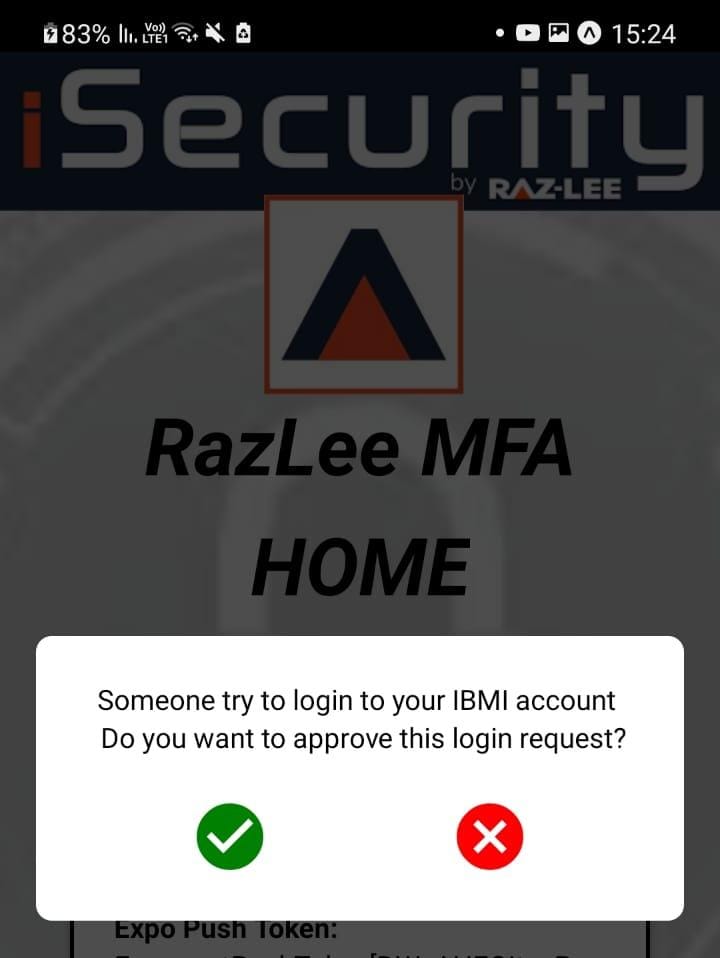 83% Vo)) LTE1 15:24
iSecurity
by RAZ-LEE
RazLee MFA
HOME
Someone try to login to your IBMI account
Do you want to approve this login request?
Expo Push Token: